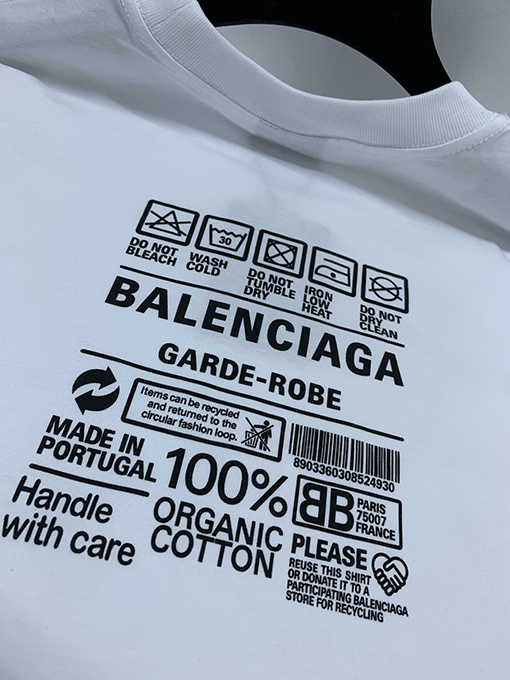 30
DO NOT
BLEACH
WASH
COLD
DO NOT
TUMBLE
DRY
IRON
LOW
HEAT
DO NOT
DRY
CLEAN
BALENCIAGA
GARDE-ROBE
Items can be recycled
and returned to the
circular fashion loop.
8903360308524930
MADE IN
PORTUGAL
100%
ORGANIC
COTTON
BB
PARIS
75007
FRANCE
Handle
with care
PLEASE
REUSE THIS SHIRT
OR DONATE IT TO A
PARTICIPATING BALENCIAGA
STORE FOR RECYCLING